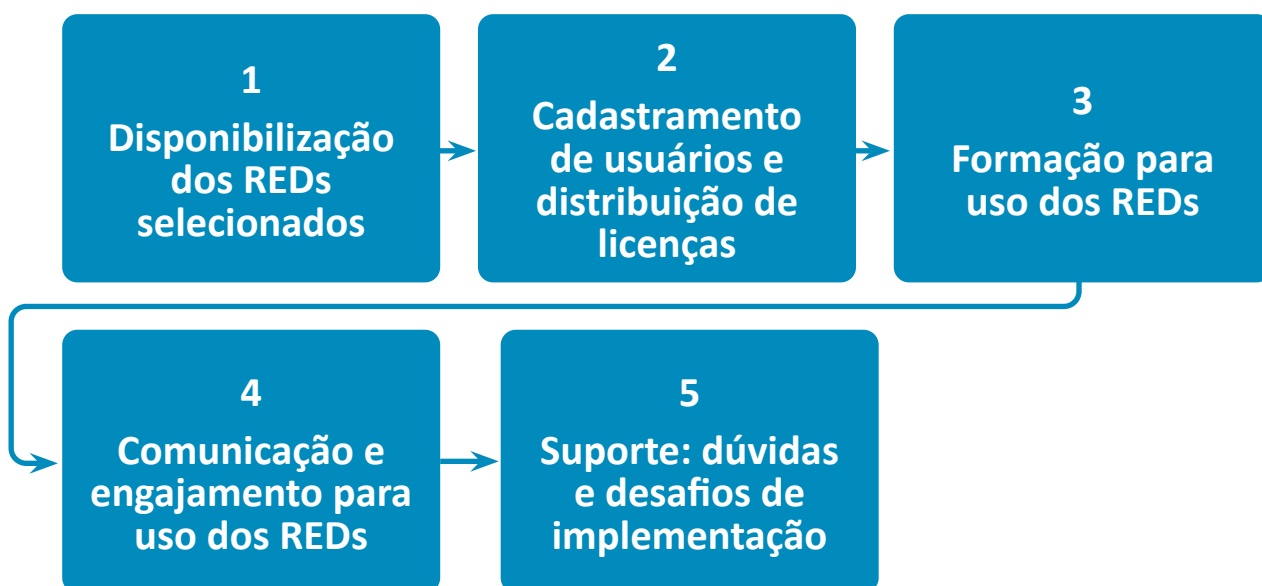 1
Disponibilização
dos REDs
selecionados
2
Cadastramento
de usuários e
distribuição de
licenças
3
Formação para
uso dos REDs
4
Comunicação e
engajamento para
uso dos REDs
5
Suporte: dúvidas
e desafios de
implementação